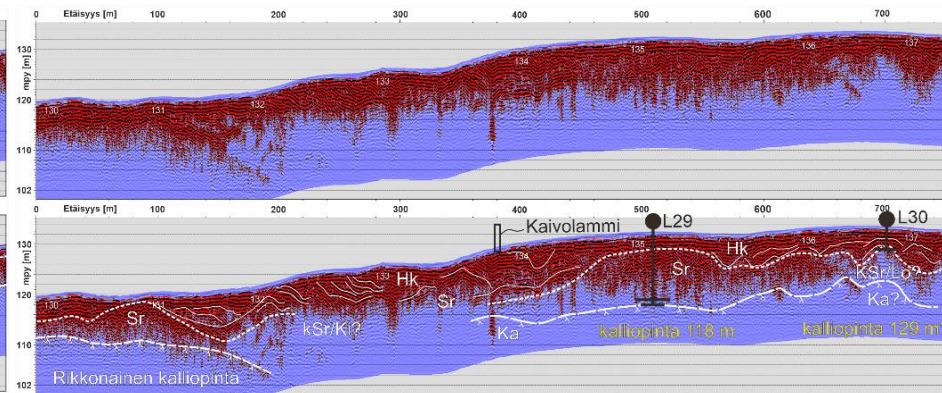 0 Etäisyys [m] 100 200 300 400 500 600 700
130
mpy [m]
120
110
102
130 131 132 133 134 135 136 137
0 Etäisyys [m] 100 200 300 400 500 600 700
Kaivolammi L29 L30
130
mpy [m]
120
110
102
130 131 132 133 134 135 136 137
Hk Hk
Sr Sr Sr
kSr/Ki? KSr/Lo?
Ka Ka?
kalliopinta 118 m kalliopinta 129 m
Rikkonainen kalliopinta